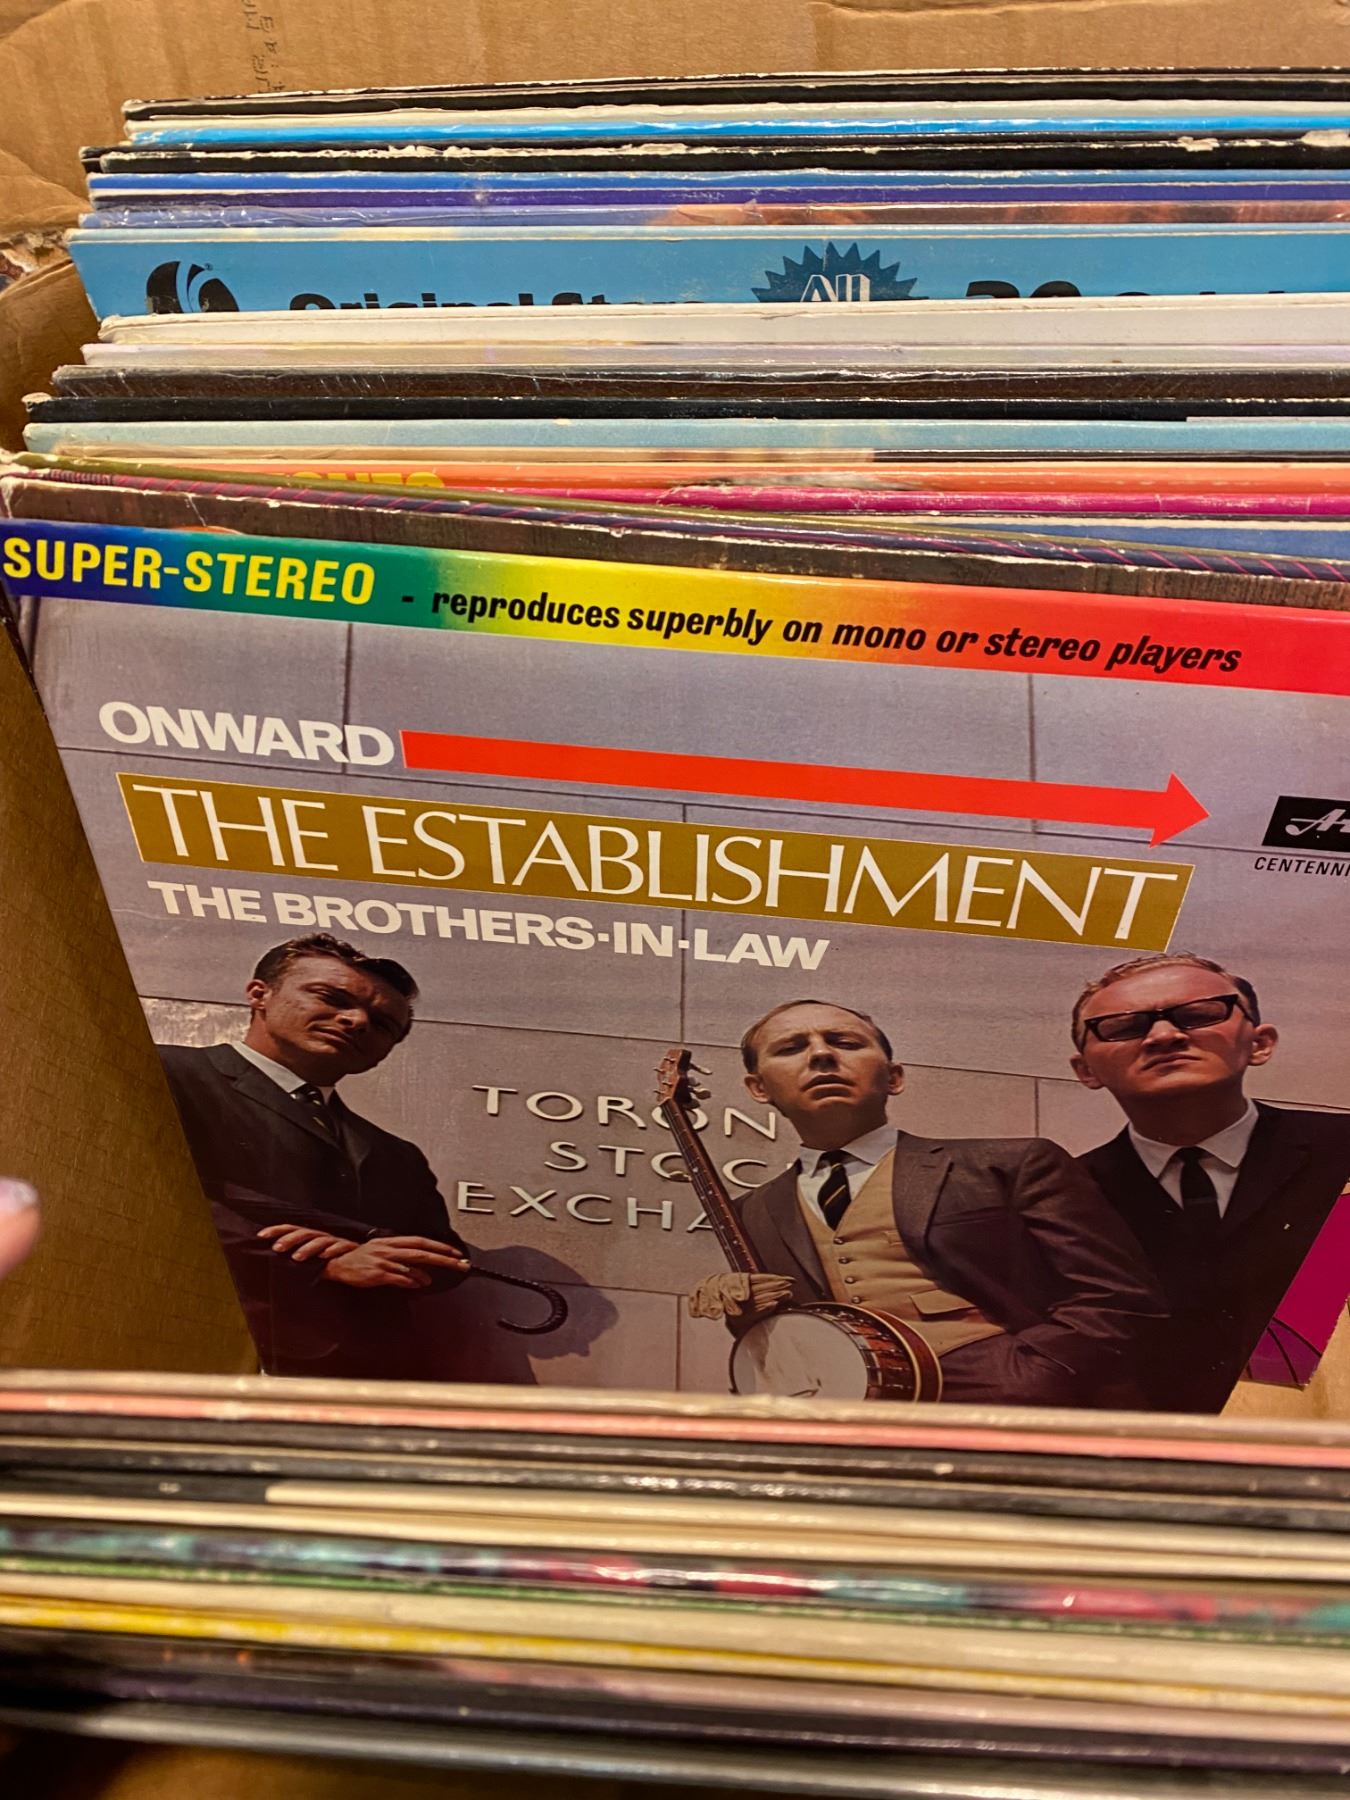 All
SUPER-STEREO - reproduces superbly on mono or stereo players
ONWARD
THE ESTABLISHMENT
THE BROTHERS-IN-LAW
CENTENNI
TORON
STOC
EXCHA